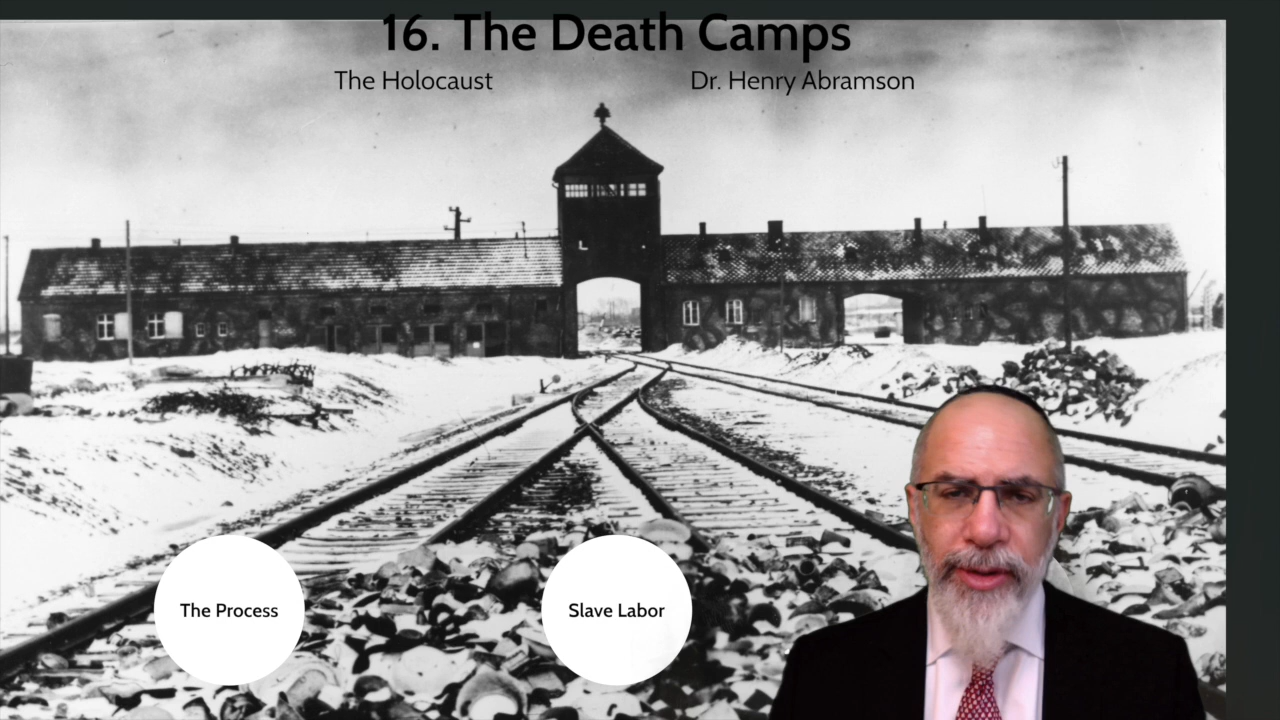 16. The Death Camps
The Holocaust
Dr. Henry Abramson
The Process
Slave Labor